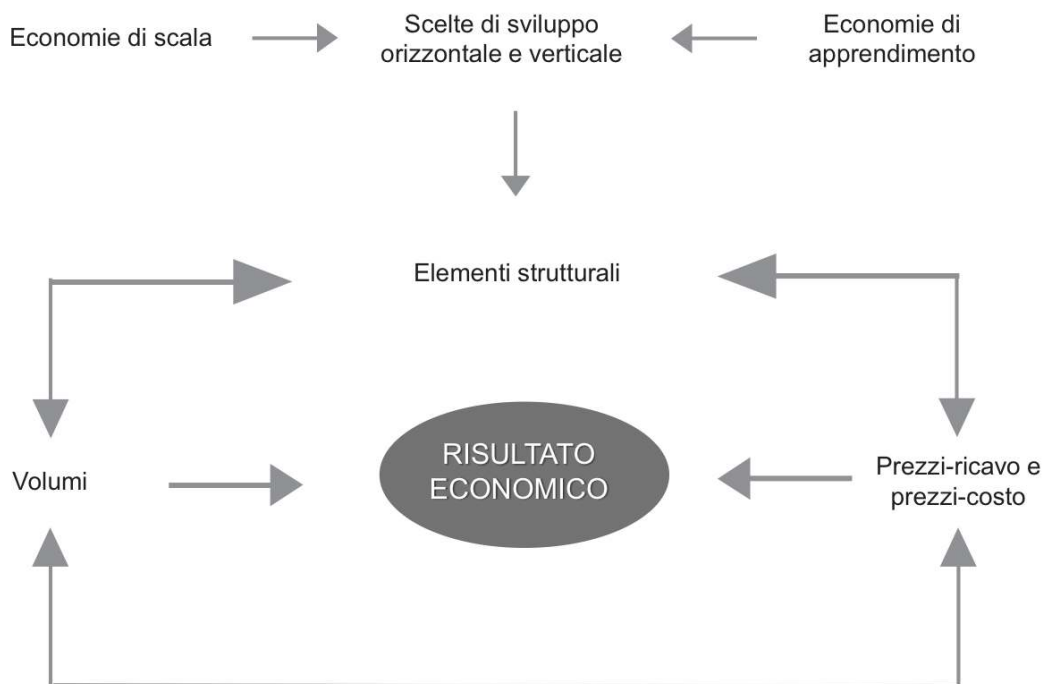 Economie di scala
Scelte di sviluppo
orizzontale e verticale
Economie di
apprendimento
Elementi strutturali
Volumi
RISULTATO
ECONOMICO
Prezzi-ricavo e
prezzi-costo